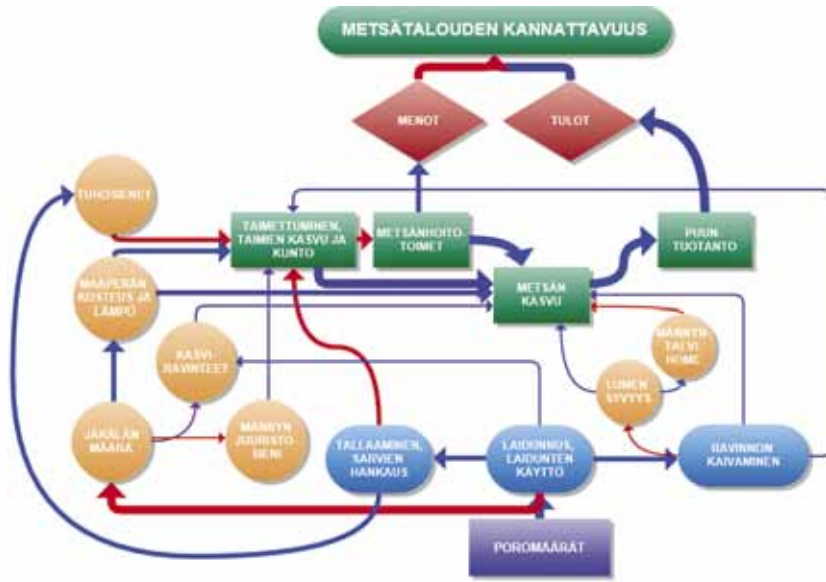 METSÄTALOUDEN KANNATTAVUUS
MENOT
TULOT
TUHOSIENET
TAIMETTUMINEN,
TAIMIEN KASVU JA
KUNTO
METSÄNHOITO
TOIMET
PUUN
TUOTANTO
MAAPERÄN
KOSTEUS JA
LÄMPÖ
METSÄN
KASVU
KASVI-
RAVINTEET
MÄNNYN
TALVI
HOME
LUMEN
SYVYYS
JÄKÄLÄN
MÄÄRÄ
MÄNNYN
JUURISTO-
SIENI
TALLAAMINEN,
SARVIEN
HANKAUS
LAIDUNNUS,
LAIDUNTEN
KÄYTTÖ
RAVINNON
KAIVAMINEN
POROMÄÄRÄT